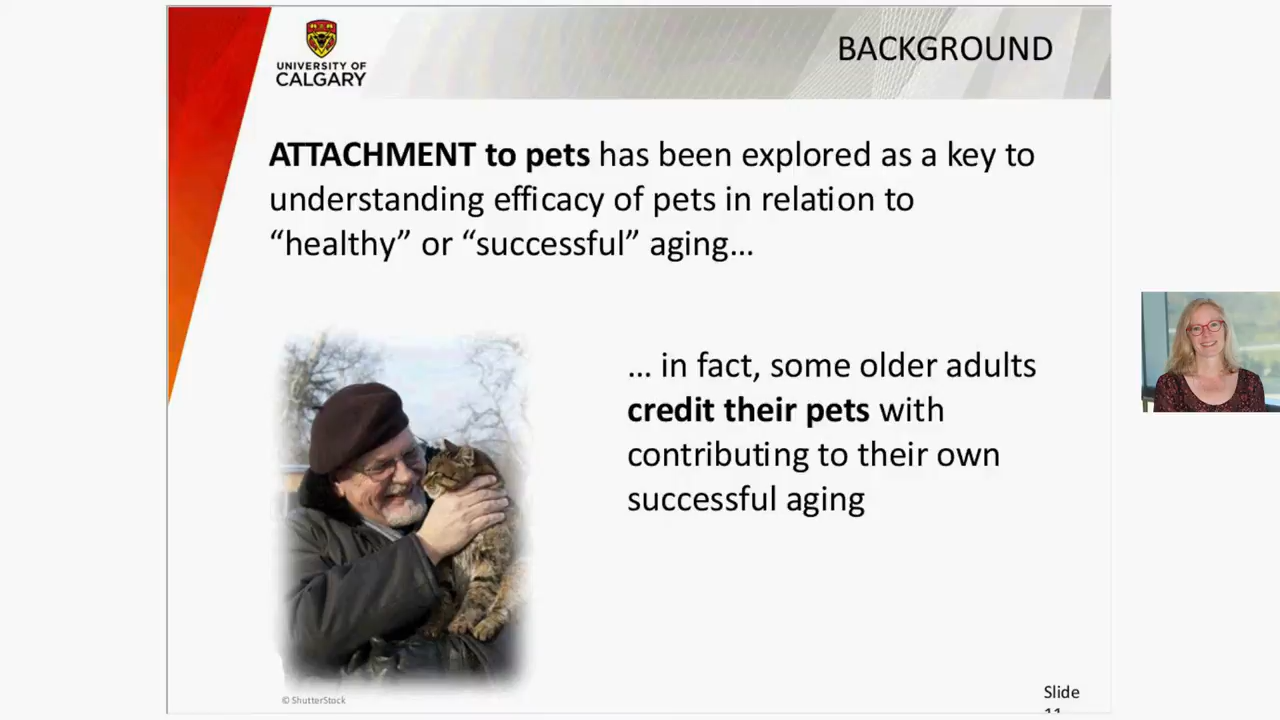 UNIVERSITY OF
CALGARY
BACKGROUND
ATTACHMENT to pets has been explored as a key to
understanding efficacy of pets in relation to
“healthy” or “successful” aging…
… in fact, some older adults
credit their pets with
contributing to their own
successful aging
© ShutterStock
Slide
11